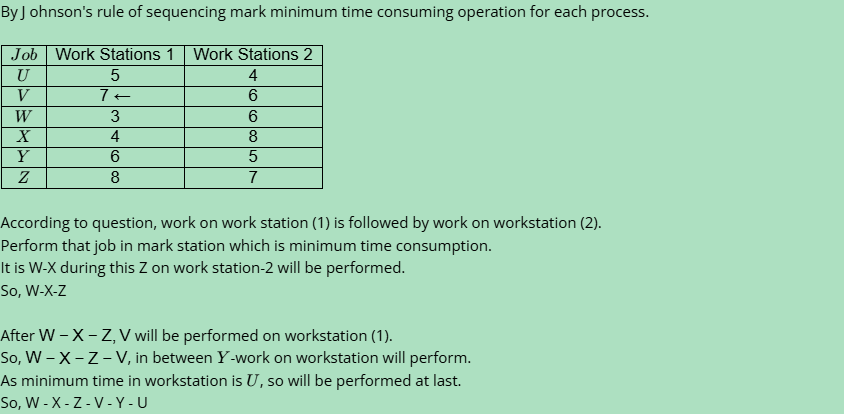 By J ohnson's rule of sequencing mark minimum time consuming operation for each process.
Job Work Stations 1 Work Stations 2
U 5 4
V 7 ← 6
W 3 6
X 4 8
Y 6 5
Z 8 7
According to question, work on work station (1) is followed by work on workstation (2).
Perform that job in mark station which is minimum time consumption.
It is W-X during this Z on work station-2 will be performed.
So, W-X-Z
After W – X – Z, V will be performed on workstation (1).
So, W – X – Z – V, in between Y-work on workstation will perform.
As minimum time in workstation is U, so will be performed at last.
So, W - X - Z - V - Y - U